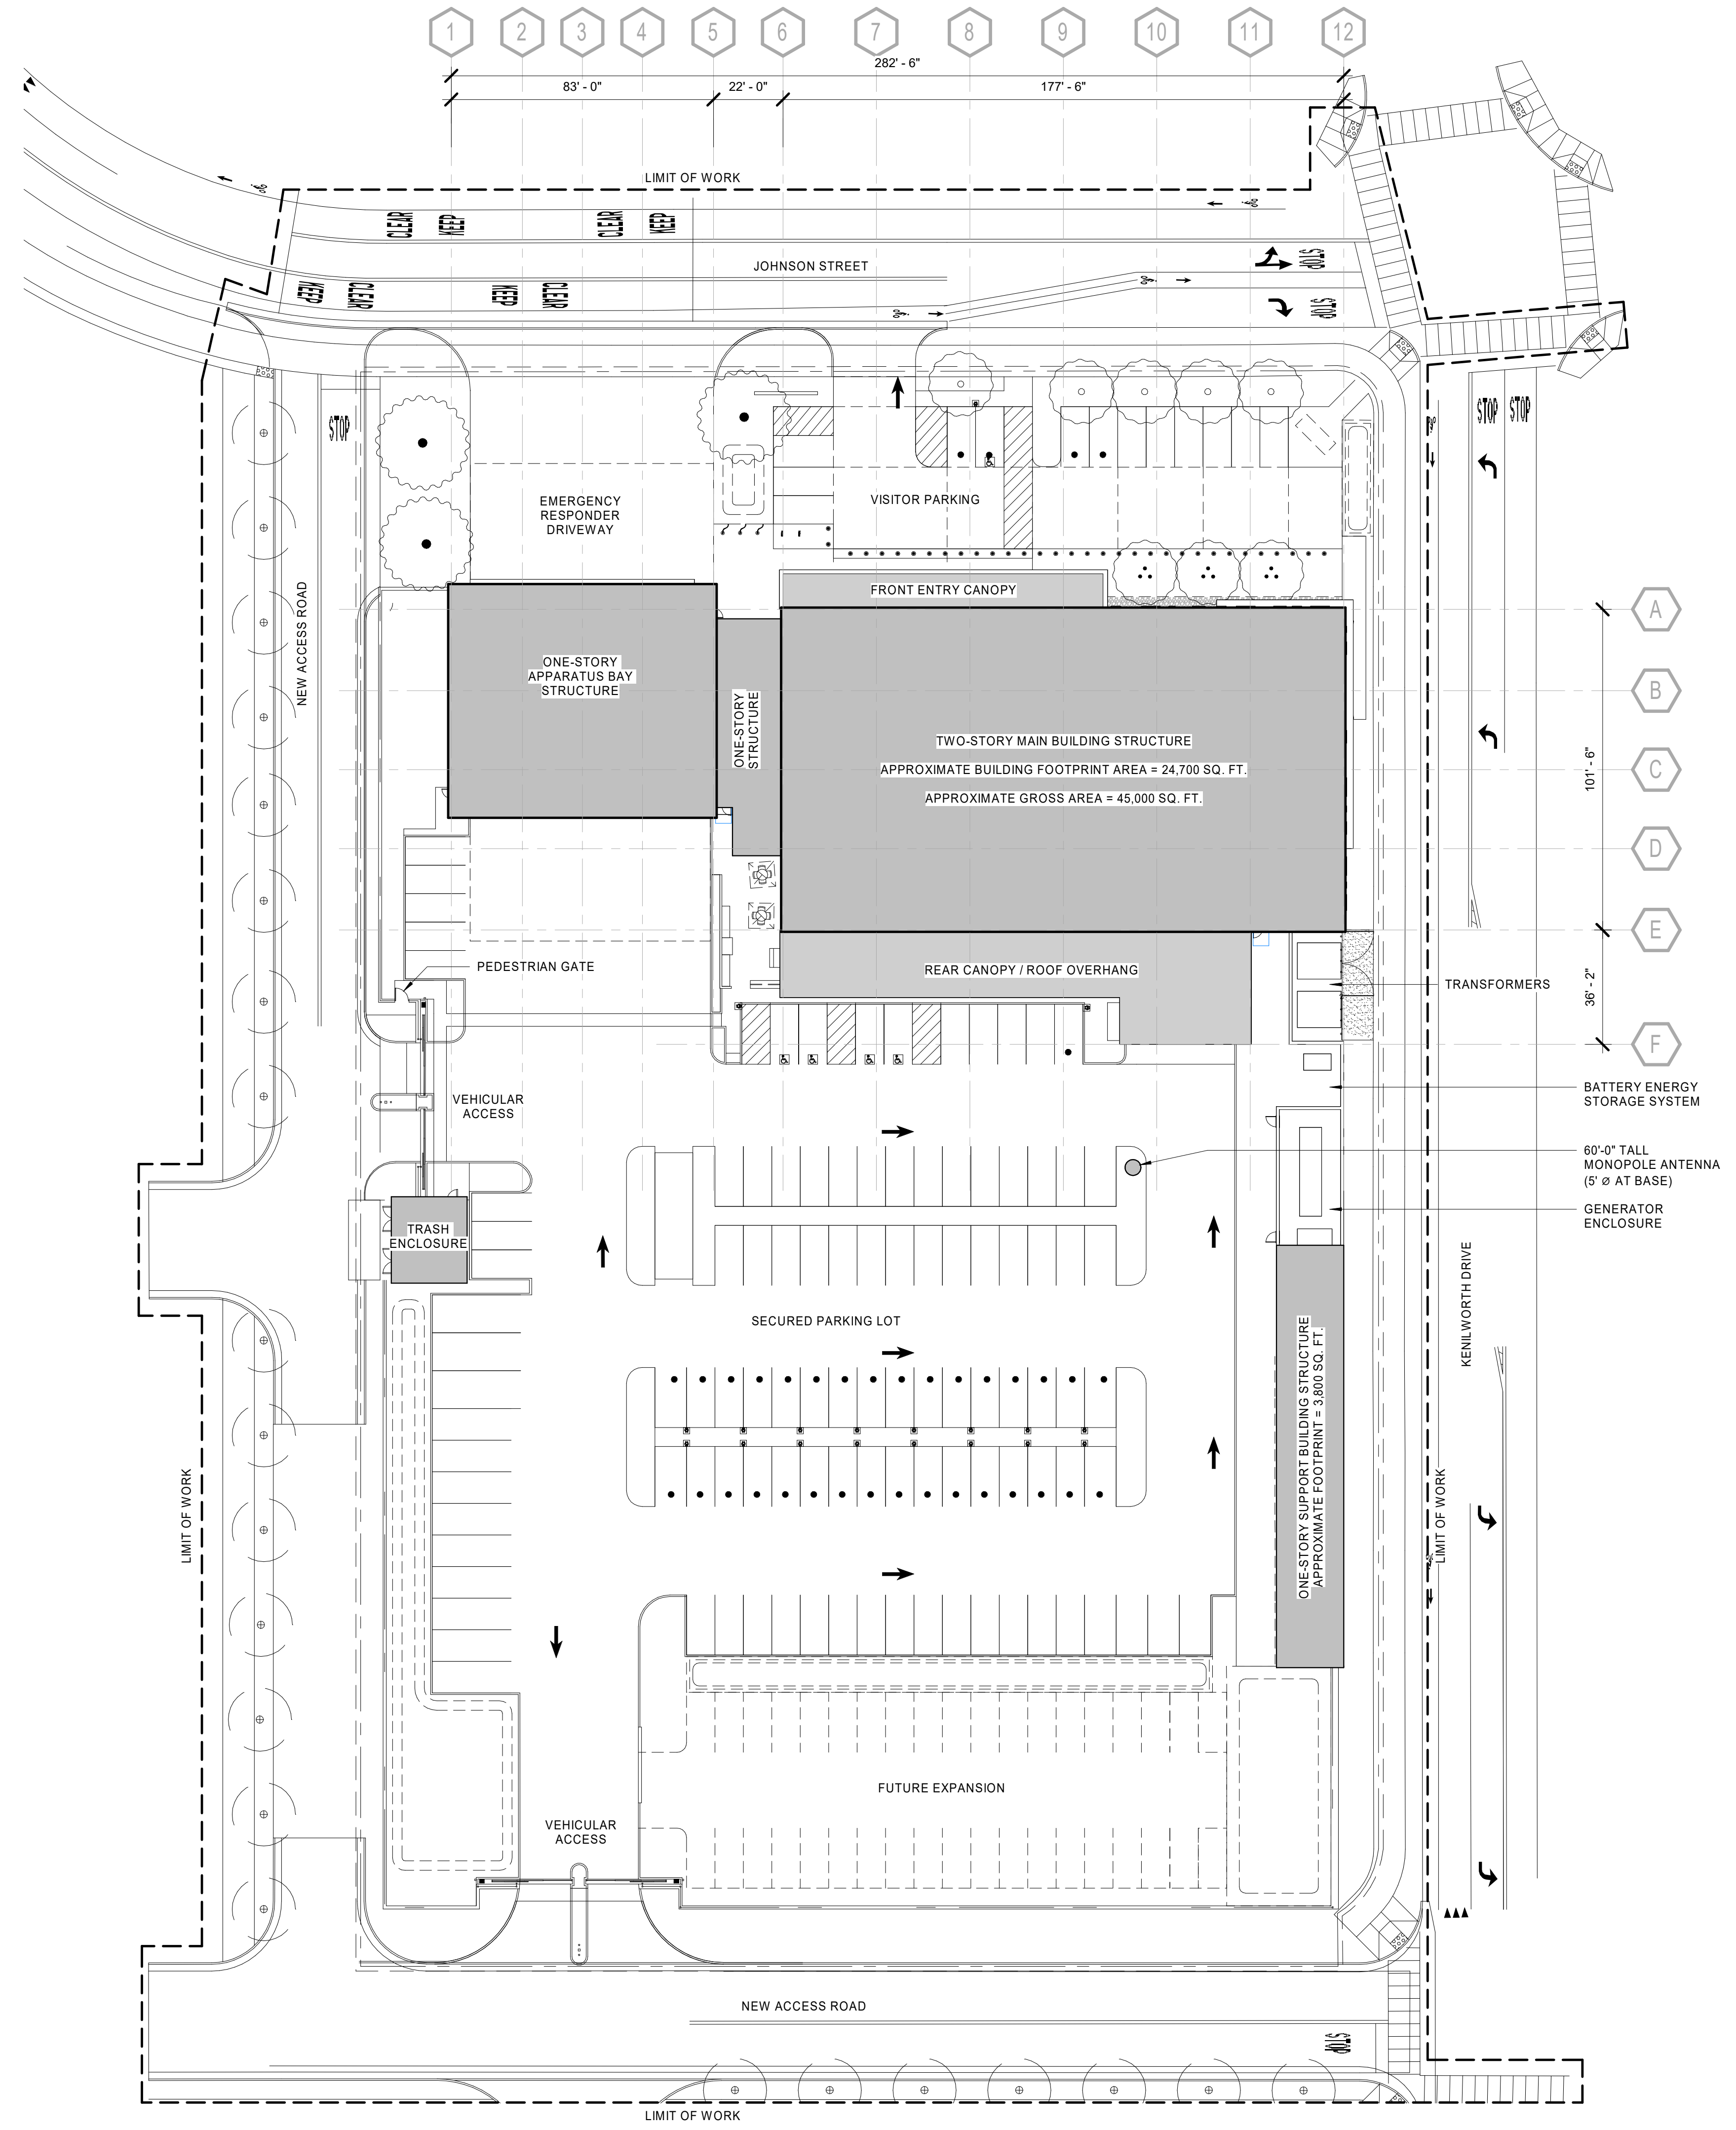 1 2 3 4 5 6 7 8 9 10 11 12
282' - 6"
83' - 0" 22' - 0" 177' - 6"
LIMIT OF WORK
CLEAR KEEP CLEAR KEEP
JOHNSON STREET
STOP
KEEP CLEAR KEEP CLEAR
STOP
STOP
STOP STOP
EMERGENCY
RESPONDER
DRIVEWAY
VISITOR PARKING
NEW ACCESS ROAD
FRONT ENTRY CANOPY
A
B
C
D
E
F
101' - 6"
36' - 2"
ONE-STORY
APPARATUS BAY
STRUCTURE
ONE-STORY
STRUCTURE
TWO-STORY MAIN BUILDING STRUCTURE
APPROXIMATE BUILDING FOOTPRINT AREA = 24,700 SQ. FT.
APPROXIMATE GROSS AREA = 45,000 SQ. FT.
PEDESTRIAN GATE
REAR CANOPY / ROOF OVERHANG
TRANSFORMERS
BATTERY ENERGY
STORAGE SYSTEM
VEHICULAR
ACCESS
60'-0" TALL
MONOPOLE ANTENNA
(5' Ø AT BASE)
GENERATOR
ENCLOSURE
TRASH
ENCLOSURE
SECURED PARKING LOT
KENILWORTH DRIVE
ONE-STORY SUPPORT BUILDING STRUCTURE
APPROXIMATE FOOTPRINT = 3,800 SQ. FT.
LIMIT OF WORK
LIMIT OF WORK
FUTURE EXPANSION
VEHICULAR
ACCESS
NEW ACCESS ROAD
STOP
LIMIT OF WORK